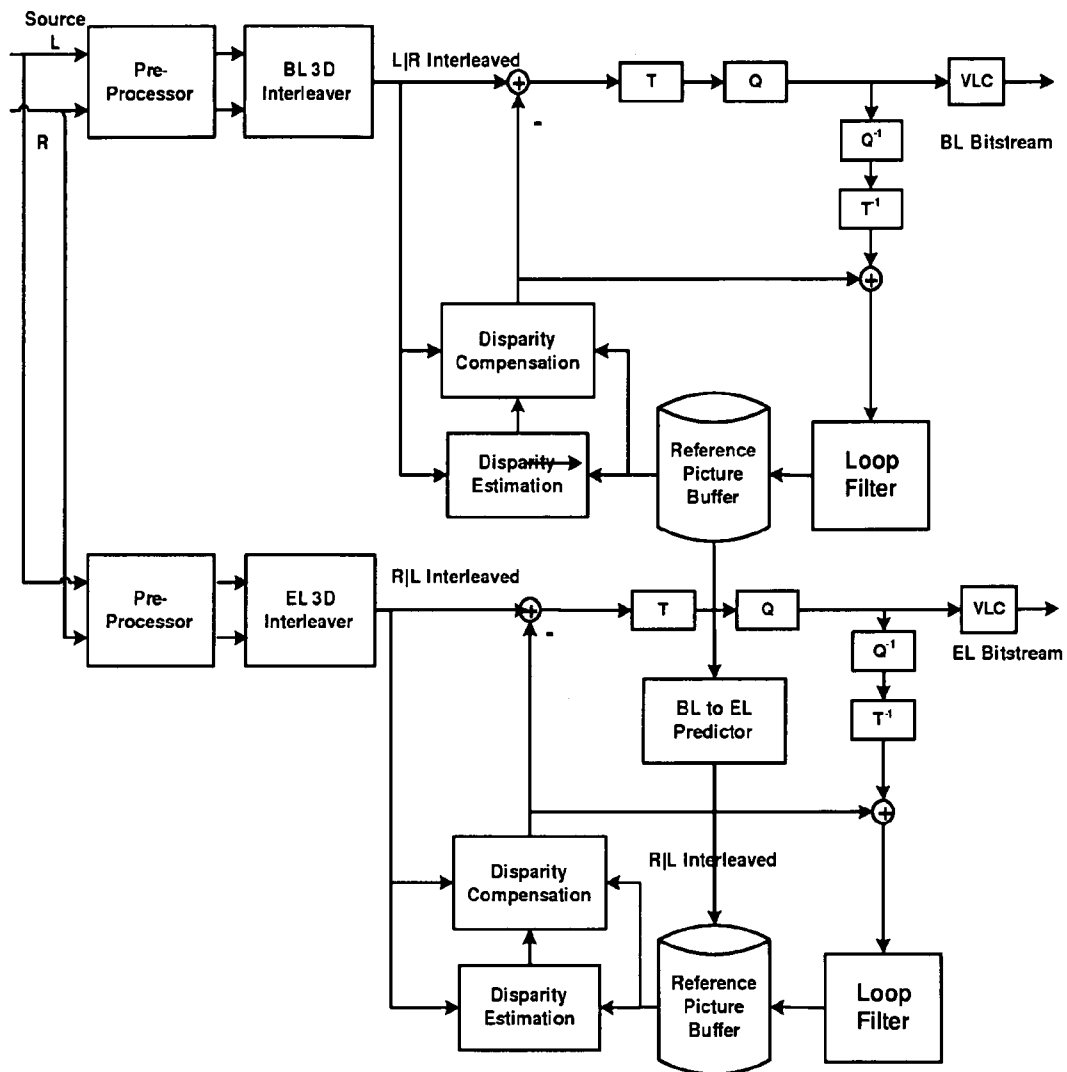 Source
L
Pre-
Processor
BL 3D
Interleaver
L|R Interleaved
+
-
T
Q
VLC
R
Q-1
BL Bitstream
T-1
+
Disparity
Compensation
Disparity
Estimation
Reference
Picture
Buffer
Loop
Filter
Pre-
Processor
EL 3D
Interleaver
R|L Interleaved
+
-
T
Q
VLC
Q-1
EL Bitstream
BL to EL
Predictor
T-1
+
Disparity
Compensation
R|L Interleaved
Disparity
Estimation
Reference
Picture
Buffer
Loop
Filter